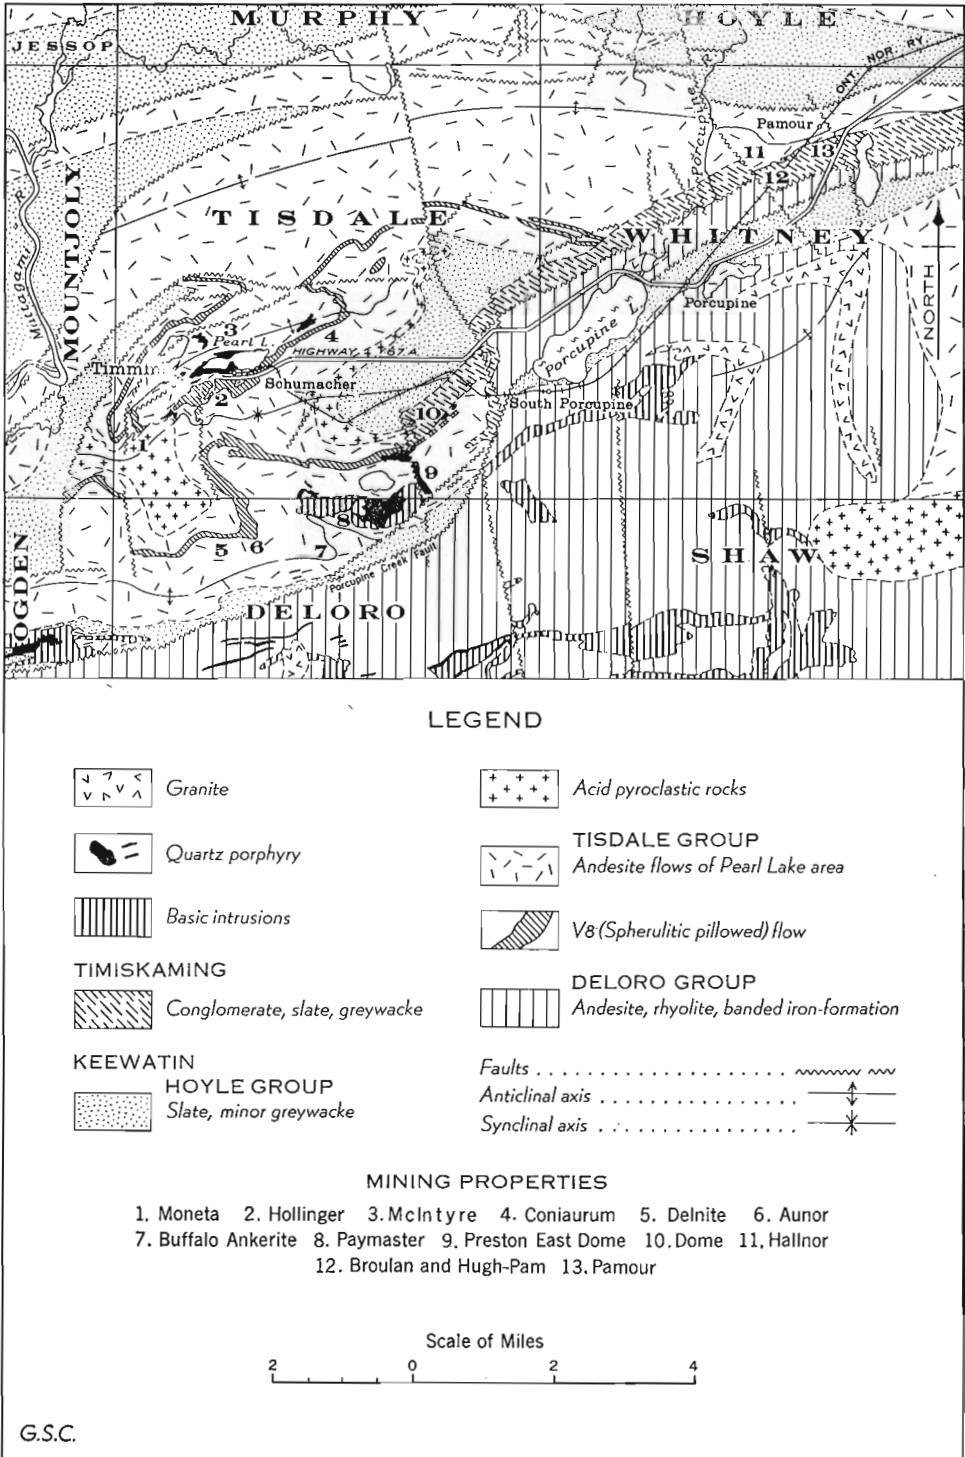 MURPHY
HOYLE
JESSOP
ONT. NOR. RY.
Porcupine R.
Pamour
11
13
12
MOUNTJOY
Mattagami R.
TISDALE
WHITNEY
NORTH
Porcupine
3
Pearl L.
4
HIGHWAY 67A
Porcupine L.
Timmins
Schumacher
2
South Porcupine
10
1
9
8
5
6
7
SHAW
Porcupine Creek Fault
OGDEN
DELORO
LEGEND
Granite
Acid pyroclastic rocks
Quartz porphyry
TISDALE GROUP
Andesite flows of Pearl Lake area
Basic intrusions
V8 (Spherulitic pillowed) flow
TIMISKAMING
Conglomerate, slate, greywacke
DELORO GROUP
Andesite, rhyolite, banded iron-formation
KEEWATIN
HOYLE GROUP
Slate, minor greywacke
Faults
Anticlinal axis
Synclinal axis
MINING PROPERTIES
1. Moneta 2. Hollinger 3. McIntyre 4. Coniaurum 5. Delnite 6. Aunor
7. Buffalo Ankerite 8. Paymaster 9. Preston East Dome 10. Dome 11. Hallnor
12. Broulan and Hugh-Pam 13. Pamour
Scale of Miles
2 0 2 4
G.S.C.